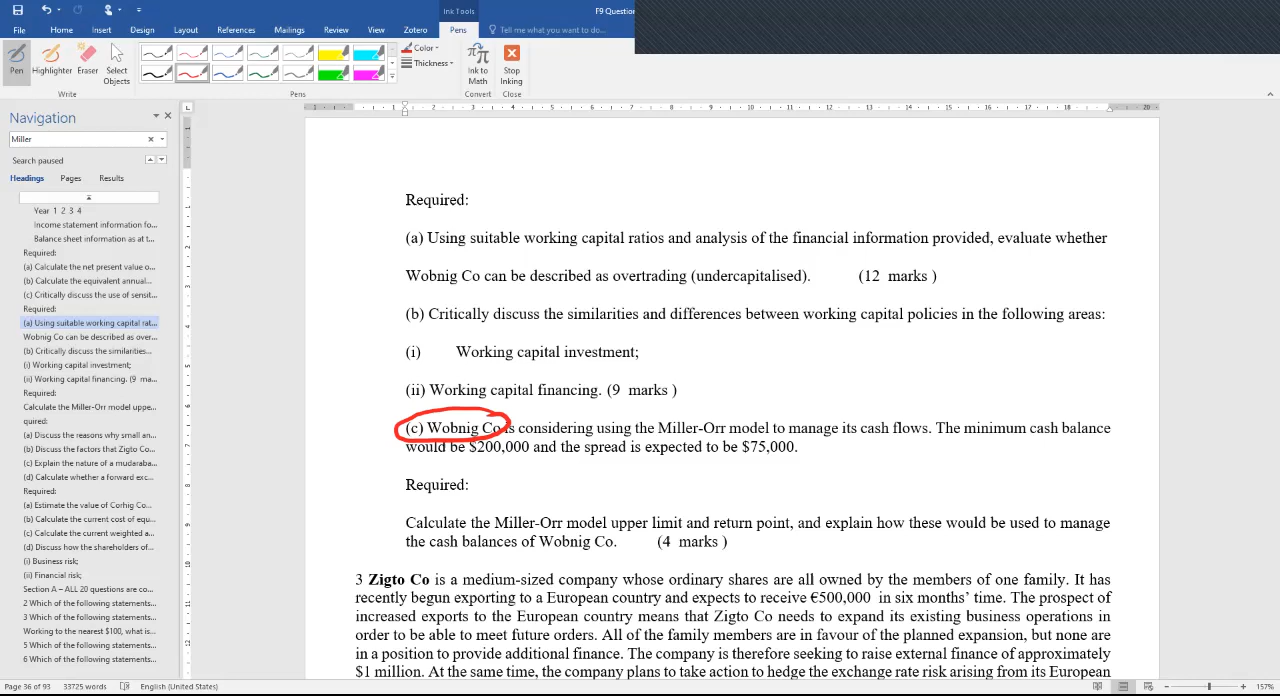 Ink Tools
F9 Question
File Home Insert Design Layout References Mailings Review View Zotero Pens Tell me what you want to do...
Pen Highlighter Eraser Select Objects
Color
Thickness
Ink to Math
Stop Inking
Write Pens Convert Close
Navigation
Miller
Search paused
Headings Pages Results
Year 1 2 3 4
Income statement information fo...
Balance sheet information as at t...
Required:
(a) Calculate the net present value o...
(b) Calculate the equivalent annual...
(c) Critically discuss the use of sensit...
Required:
(a) Using suitable working capital rat...
Wobnig Co can be described as over...
(b) Critically discuss the similarities...
(i) Working capital investment;
(ii) Working capital financing. (9 ma...
Required:
Calculate the Miller-Orr model uppe...
quired:
(a) Discuss the reasons why small an...
(b) Discuss the factors that Zigto Co...
(c) Explain the nature of a mudaraba...
(d) Calculate whether a forward exc...
Required:
(a) Estimate the value of Corhig Co...
(b) Calculate the current cost of equ...
(c) Calculate the current weighted a...
(d) Discuss how the shareholders of...
(i) Business risk;
(ii) Financial risk;
Section A – ALL 20 questions are co...
2 Which of the following statements...
3 Which of the following statements...
Working to the nearest $100, what is...
5 Which of the following statements...
6 Which of the following statements...
Required:
(a) Using suitable working capital ratios and analysis of the financial information provided, evaluate whether
Wobnig Co can be described as overtrading (undercapitalised). (12 marks )
(b) Critically discuss the similarities and differences between working capital policies in the following areas:
(i) Working capital investment;
(ii) Working capital financing. (9 marks )
(c) Wobnig Co is considering using the Miller-Orr model to manage its cash flows. The minimum cash balance
would be $200,000 and the spread is expected to be $75,000.
Required:
Calculate the Miller-Orr model upper limit and return point, and explain how these would be used to manage
the cash balances of Wobnig Co. (4 marks )
3 Zigto Co is a medium-sized company whose ordinary shares are all owned by the members of one family. It has
recently begun exporting to a European country and expects to receive €500,000 in six months’ time. The prospect of
increased exports to the European country means that Zigto Co needs to expand its existing business operations in
order to be able to meet future orders. All of the family members are in favour of the planned expansion, but none are
in a position to provide additional finance. The company is therefore seeking to raise external finance of approximately
$1 million. At the same time, the company plans to take action to hedge the exchange rate risk arising from its European
Page 36 of 93 33725 words English (United States) 157%